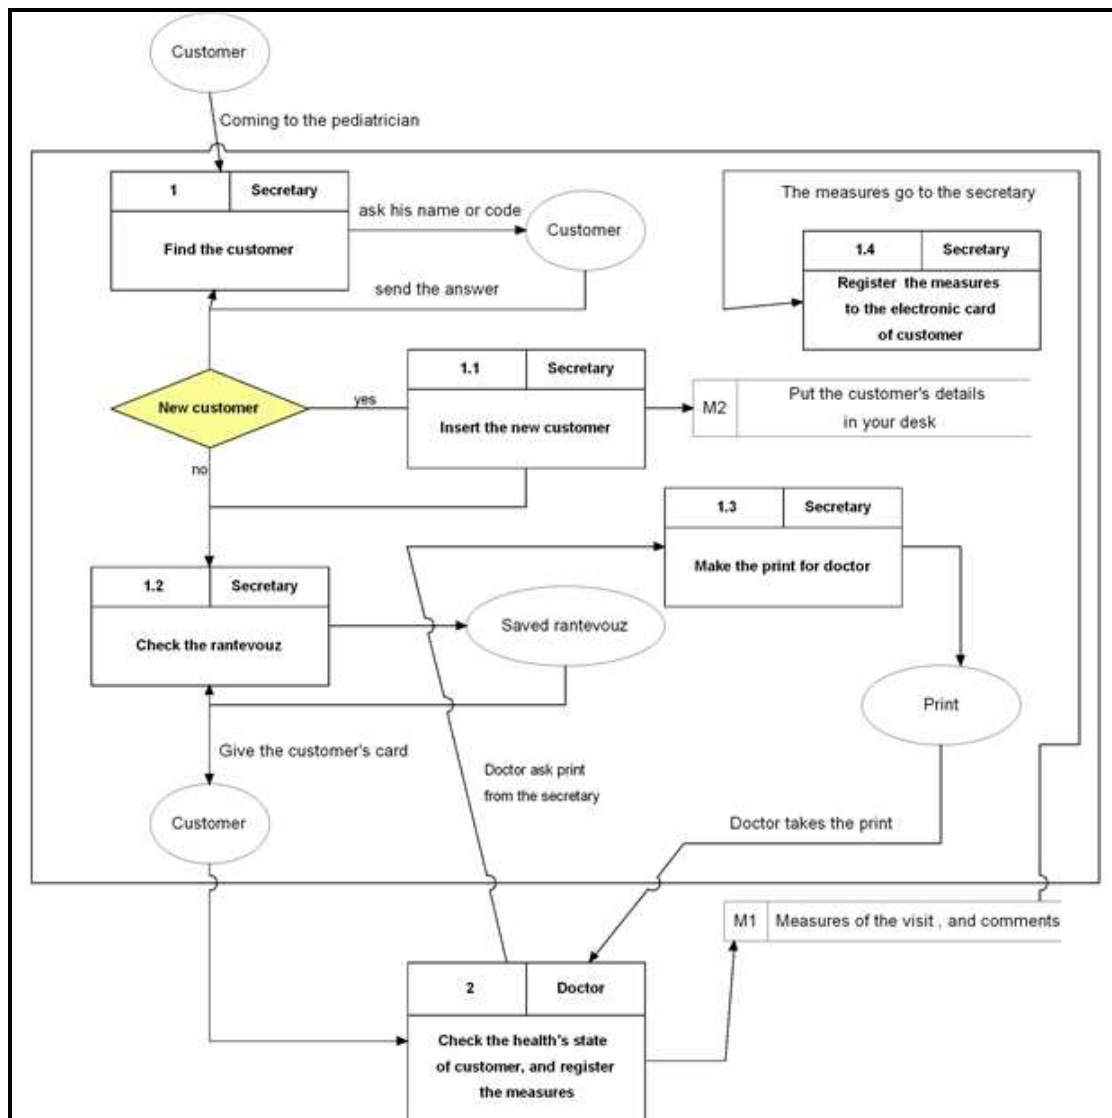 Customer
Coming to the pediatrician
1 Secretary
Find the customer
ask his name or code
Customer
send the answer
The measures go to the secretary
1.4 Secretary
Register the measures
to the electronic card
of customer
New customer
yes
no
1.1 Secretary
Insert the new customer
M2 Put the customer's details
in your desk
1.3 Secretary
Make the print for doctor
1.2 Secretary
Check the rantevouz
Saved rantevouz
Print
Give the customer's card
Doctor ask print
from the secretary
Customer
Doctor takes the print
M1 Measures of the visit , and comments
2 Doctor
Check the health's state
of customer, and register
the measures